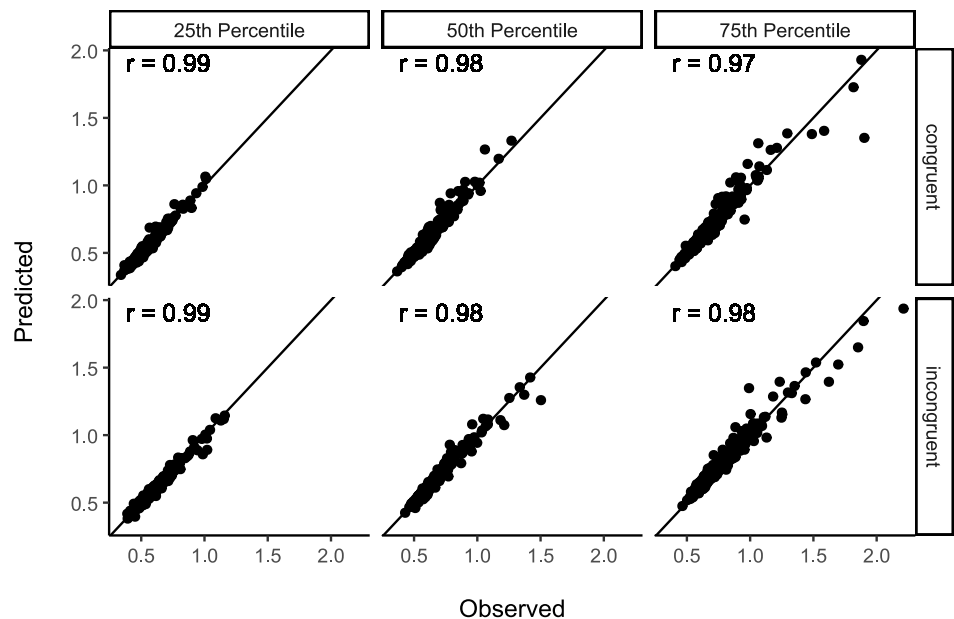 25th Percentile
50th Percentile
75th Percentile
2.0
1.5
1.0
0.5
r = 0.99
r = 0.98
r = 0.97
congruent
Predicted
2.0
1.5
1.0
0.5
r = 0.99
r = 0.98
r = 0.98
incongruent
0.5 1.0 1.5 2.0
0.5 1.0 1.5 2.0
0.5 1.0 1.5 2.0
Observed